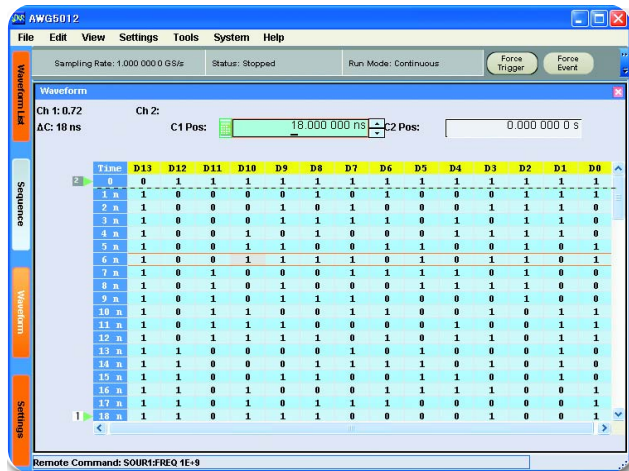 AWG5012
File Edit View Settings Tools System Help
Sampling Rate: 1.000 000 0 GS/s Status: Stopped Run Mode: Continuous Force Trigger Force Event
Waveform List
Sequence
Waveform
Settings
Waveform
Ch 1: 0.72 Ch 2:
ΔC: 18 ns C1 Pos: 18.000 000 ns C2 Pos: 0.000 000 0 s
Time D13 D12 D11 D10 D9 D8 D7 D6 D5 D4 D3 D2 D1 D0
2 0 0 1 1 1 1 1 1 1 1 1 1 1 1 1
1 n 1 0 0 0 0 1 0 1 0 0 0 1 1 1
2 n 1 0 0 0 1 0 1 0 0 0 1 1 1 0
3 n 1 0 0 0 1 1 1 1 0 1 0 1 1 0
4 n 1 0 0 1 0 1 0 0 0 1 1 1 1 0
5 n 1 0 0 1 1 0 0 1 1 0 0 1 0 1
6 n 1 0 0 1 1 1 1 0 1 0 1 1 0 1
7 n 1 0 1 0 0 0 1 1 1 1 0 1 0 0
8 n 1 0 1 0 1 0 0 0 1 1 1 1 0 0
9 n 1 0 1 0 1 1 1 0 0 0 0 1 0 0
10 n 1 0 1 1 0 0 1 1 0 0 1 0 1 1
11 n 1 0 1 1 1 0 0 0 0 1 0 0 1 1
12 n 1 0 1 1 1 1 0 1 0 1 1 0 1 1
13 n 1 1 0 0 0 0 1 0 1 0 0 0 1 0
14 n 1 1 0 0 0 1 1 1 1 0 1 0 1 0
15 n 1 1 0 0 1 1 0 0 1 1 0 0 1 0
16 n 1 1 0 1 0 0 0 1 1 1 1 0 0 1
17 n 1 1 0 1 0 1 1 0 0 0 1 0 0 1
1 18 n 1 1 0 1 1 1 0 0 0 0 1 0 0 1
Remote Command: SOUR1:FREQ 1E+9